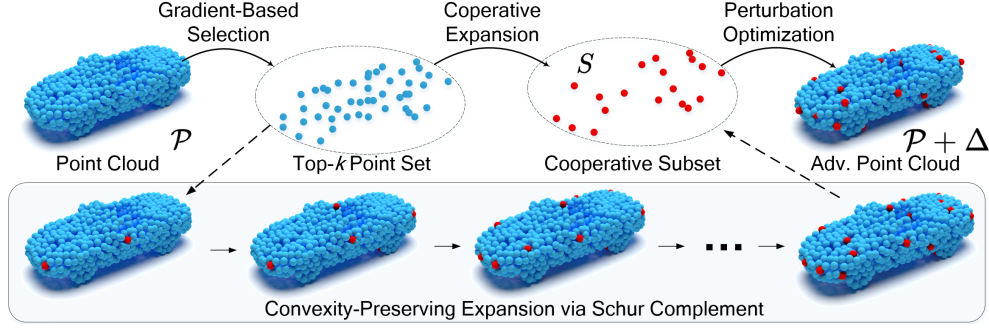 Gradient-Based
Selection
Coperative
Expansion
Perturbation
Optimization
S
𝒫
𝒫 + Δ
Point Cloud
Top-k Point Set
Cooperative Subset
Adv. Point Cloud
Convexity-Preserving Expansion via Schur Complement